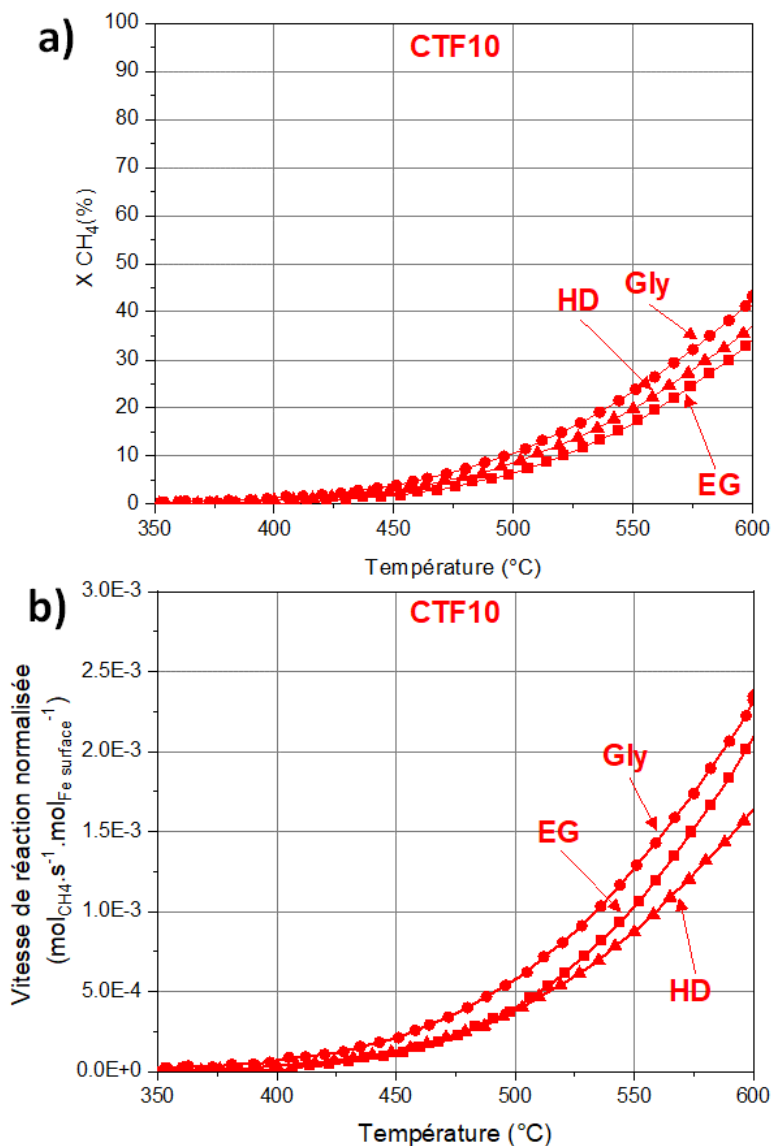 a)
CTF10
100
90
80
70
60
50
40
30
20
10
0
X CH₄(%)
HD
Gly
EG
350 400 450 500 550 600
Température (°C)
b)
CTF10
3.0E-3
2.5E-3
2.0E-3
1.5E-3
1.0E-3
5.0E-4
0.0E+0
Vitesse de réaction normalisée
(mol_CH4.s⁻¹.mol_Fe surface⁻¹)
Gly
EG
HD
350 400 450 500 550 600
Température (°C)